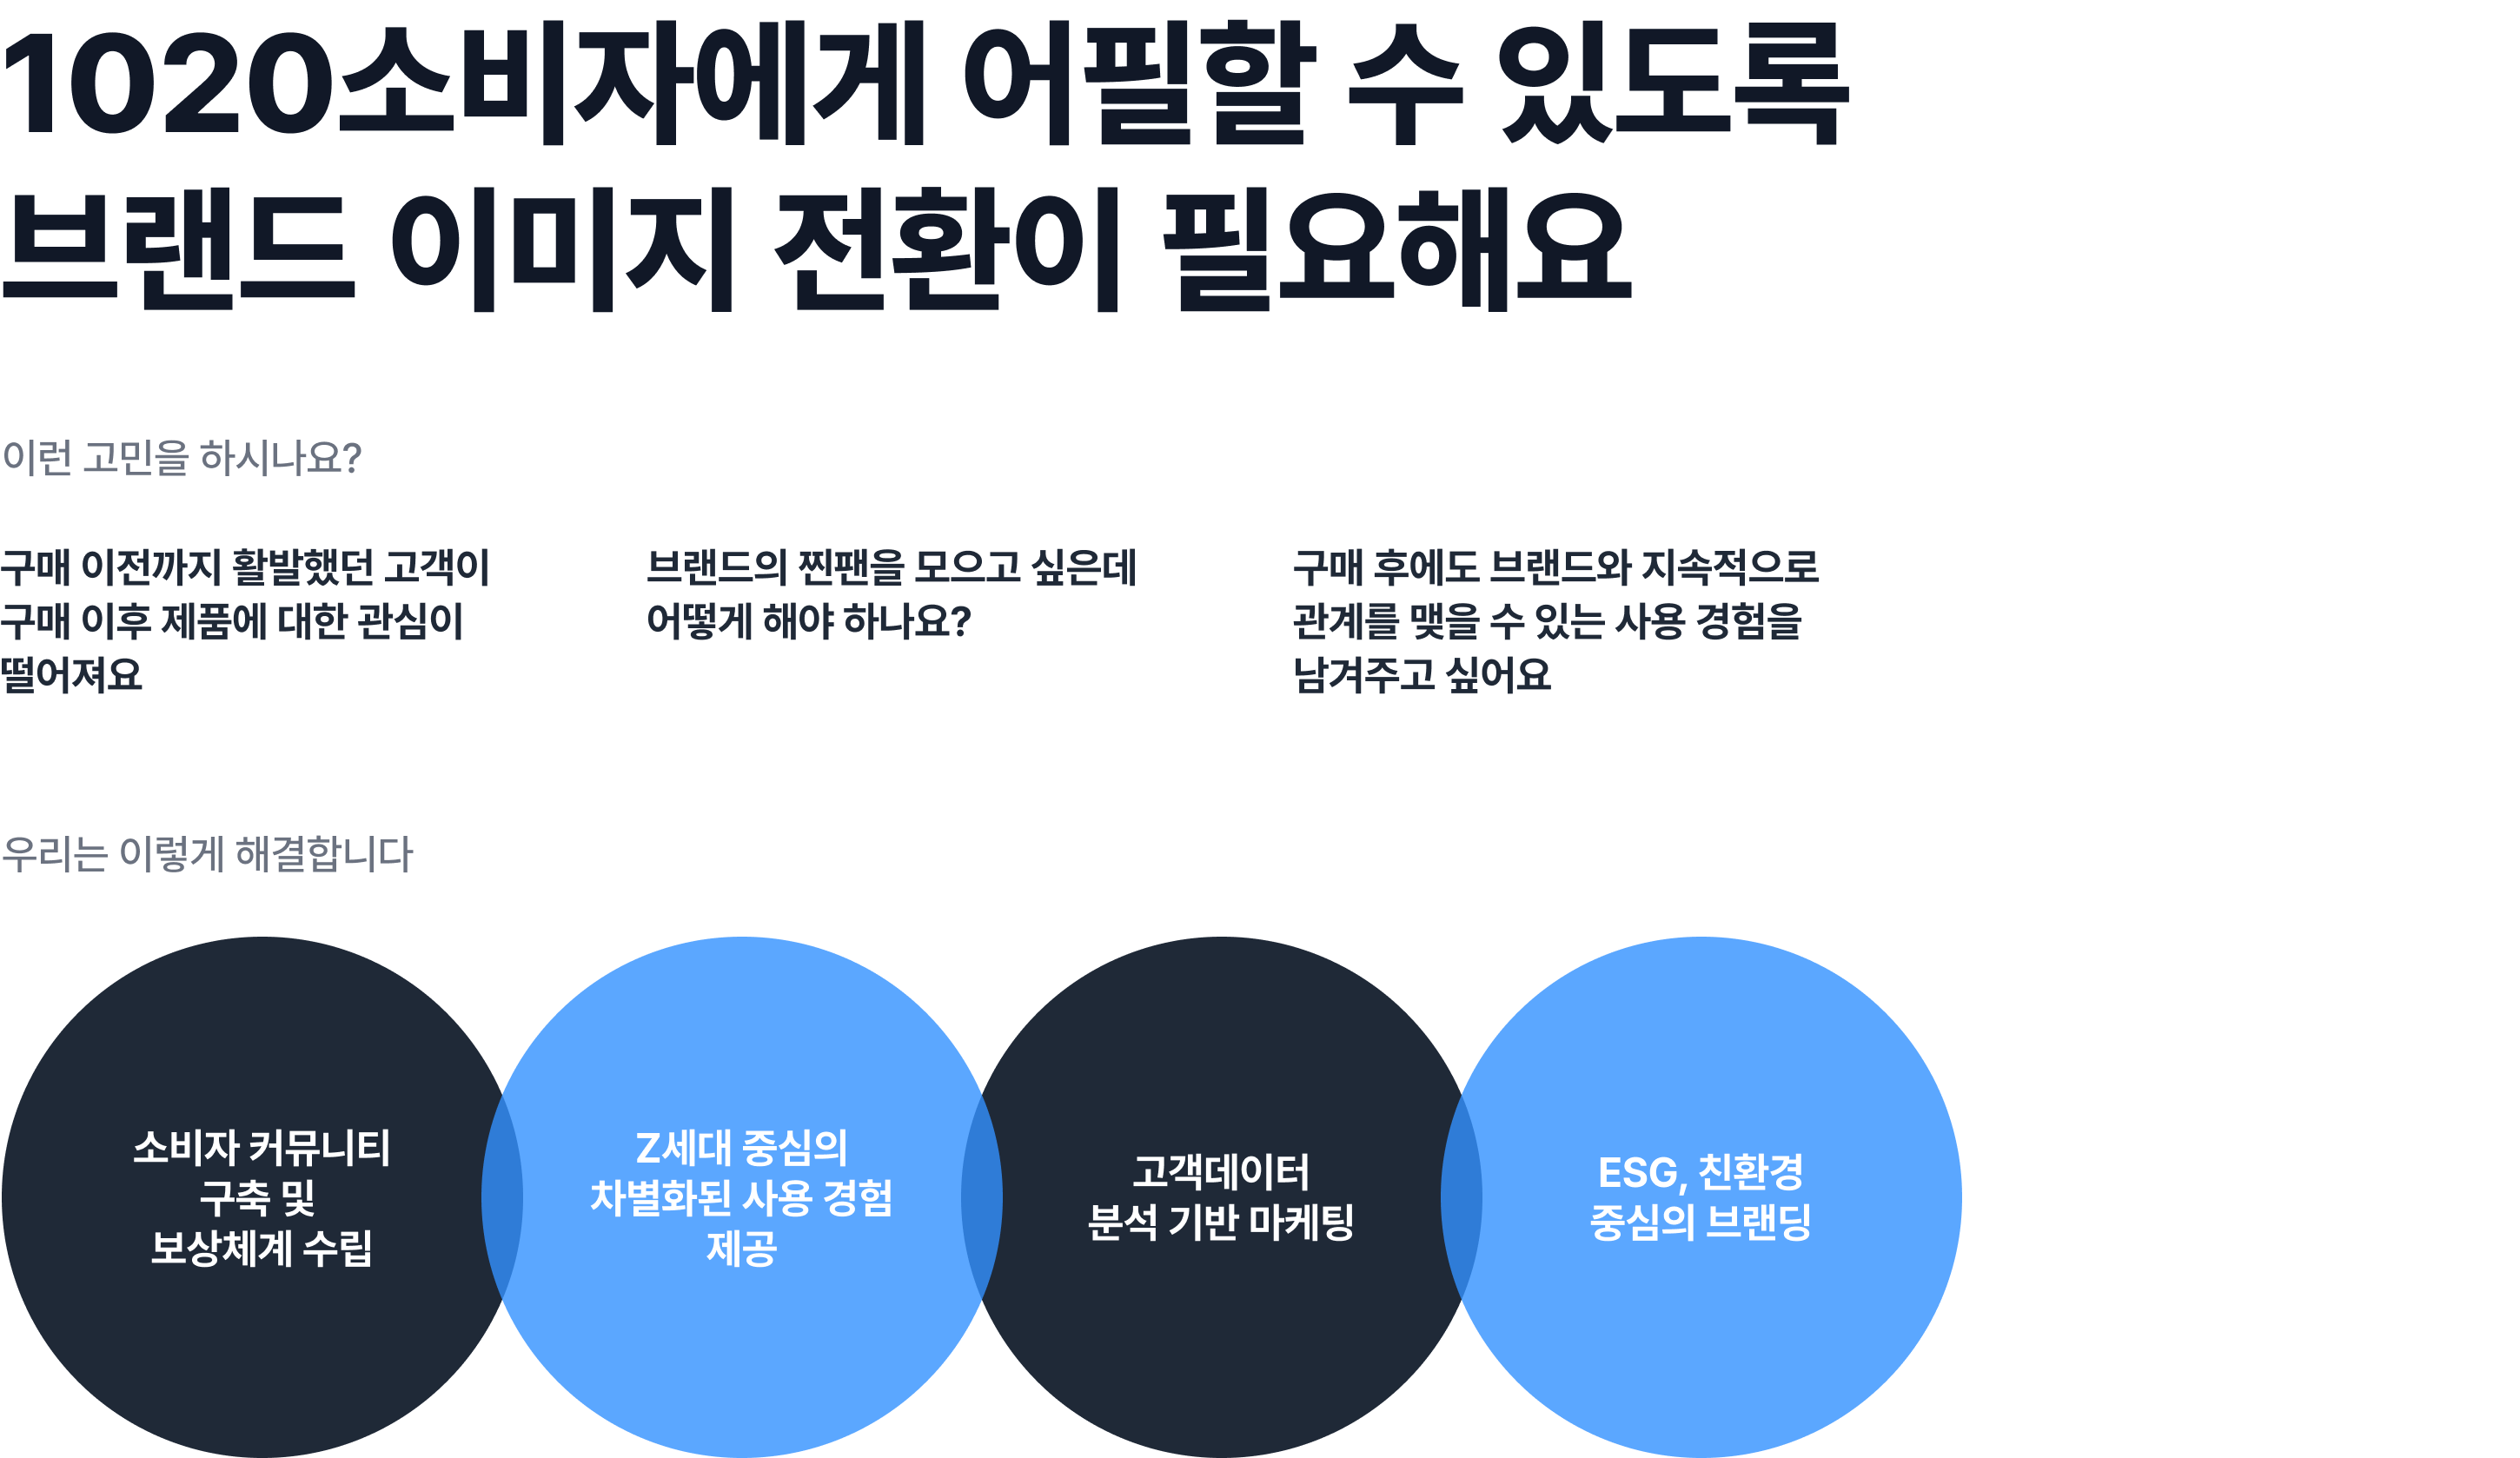 1020소비자에게 어필할 수 있도록
브랜드 이미지 전환이 필요해요
이런 고민을 하시나요?
구매 이전까지 활발했던 고객이
구매 이후 제품에 대한 관심이
떨어져요
브랜드의 찐팬을 모으고 싶은데
어떻게 해야 하나요?
구매 후에도 브랜드와 지속적으로
관계를 맺을수 있는 사용 경험을
남겨주고 싶어요
우리는 이렇게 해결합니다
소비자 커뮤니티
구축 및
보상체계 수립
Z세대 중심의
차별화된 사용 경험
제공
고객데이터
분석 기반 마케팅
ESG, 친환경
중심의 브랜딩